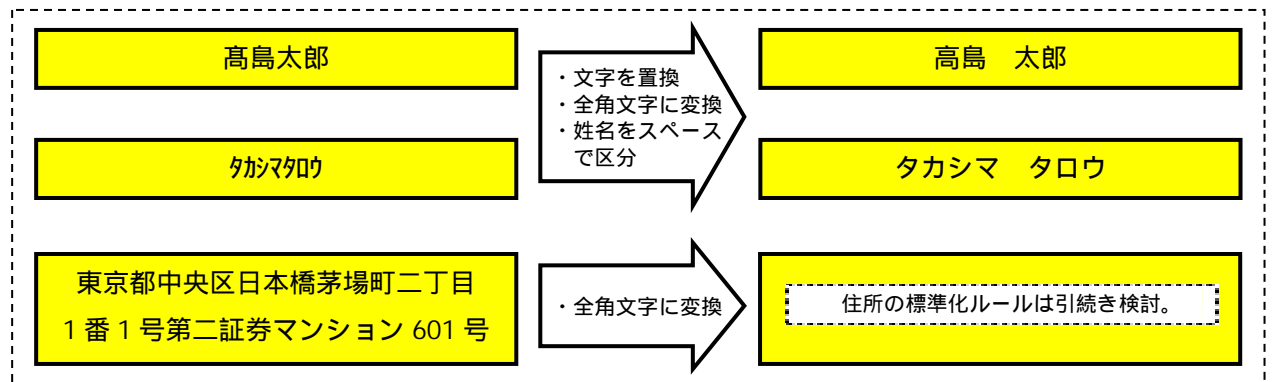 髙島太郎
・文字を置換
・全角文字に変換
・姓名をスペース
で区分
高島　太郎
ﾀｶｼﾏﾀﾛｳ
タカシマ　タロウ
東京都中央区日本橋茅場町二丁目
1 番 1 号第二証券マンション 601 号
・全角文字に変換
住所の標準化ルールは引続き検討。